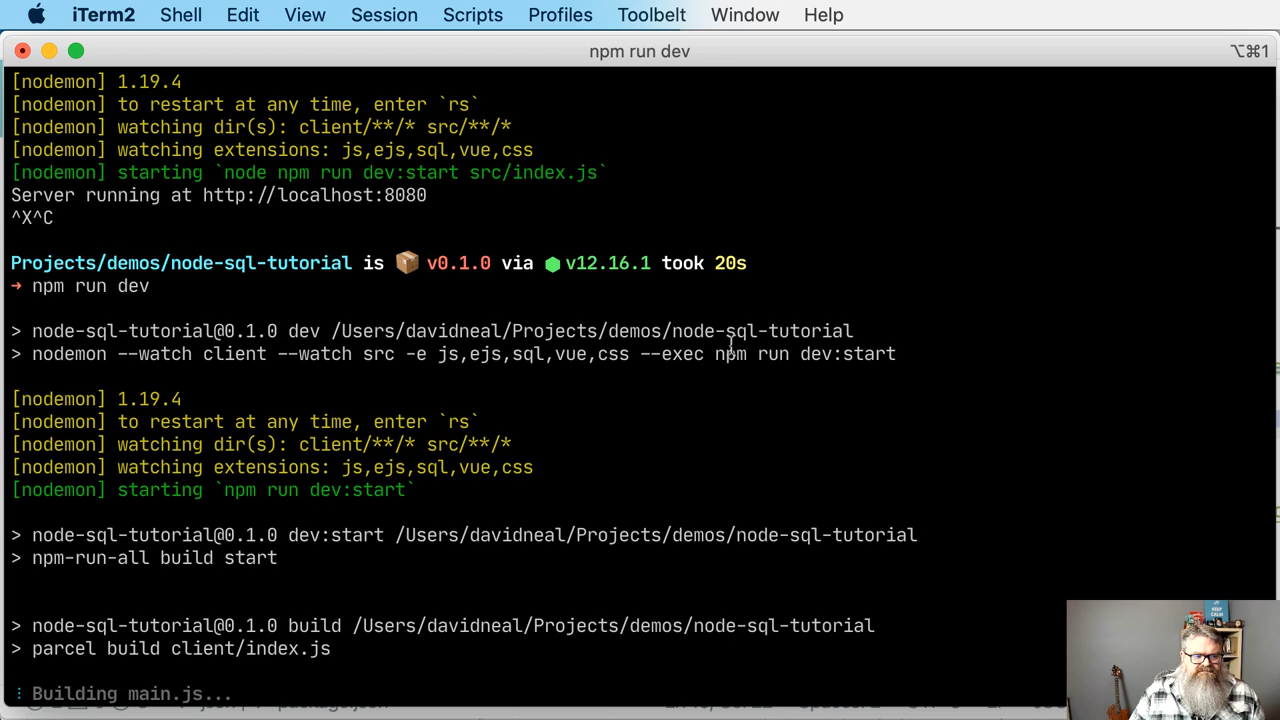 iTerm2 Shell Edit View Session Scripts Profiles Toolbelt Window Help
npm run dev ⌥⌘1
[nodemon] 1.19.4
[nodemon] to restart at any time, enter `rs`
[nodemon] watching dir(s): client/**/* src/**/*
[nodemon] watching extensions: js,ejs,sql,vue,css
[nodemon] starting `node npm run dev:start src/index.js`
Server running at http://localhost:8080
^X^C
Projects/demos/node-sql-tutorial is 📦 v0.1.0 via ⬢ v12.16.1 took 20s
➜ npm run dev
> node-sql-tutorial@0.1.0 dev /Users/davidneal/Projects/demos/node-sql-tutorial
> nodemon --watch client --watch src -e js,ejs,sql,vue,css --exec npm run dev:start
[nodemon] 1.19.4
[nodemon] to restart at any time, enter `rs`
[nodemon] watching dir(s): client/**/* src/**/*
[nodemon] watching extensions: js,ejs,sql,vue,css
[nodemon] starting `npm run dev:start`
> node-sql-tutorial@0.1.0 dev:start /Users/davidneal/Projects/demos/node-sql-tutorial
> npm-run-all build start
> node-sql-tutorial@0.1.0 build /Users/davidneal/Projects/demos/node-sql-tutorial
> parcel build client/index.js
⠸ Building main.js...
KEEP
CALM